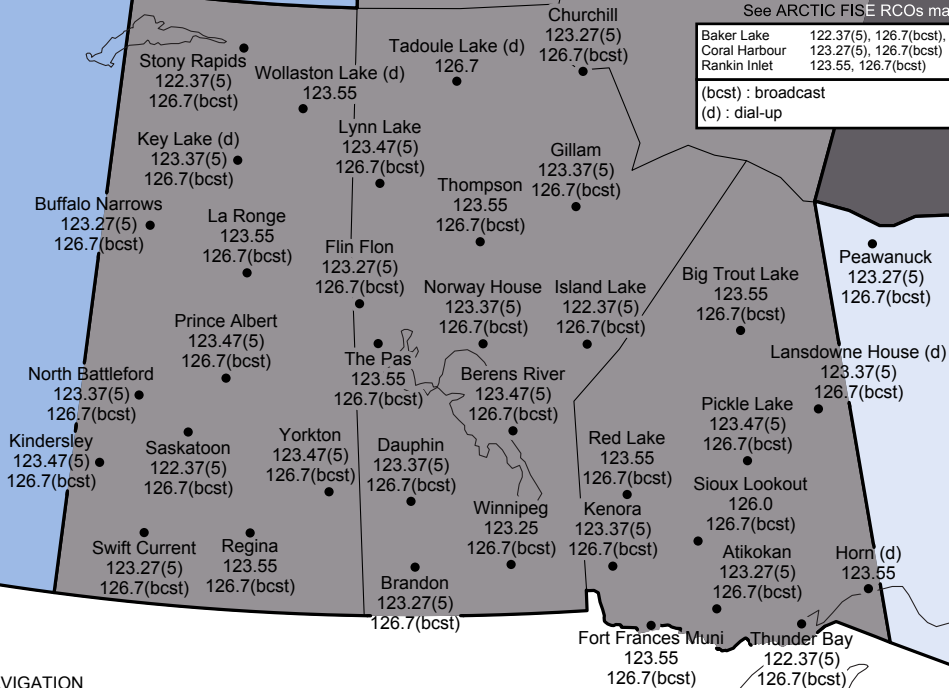 See ARCTIC FISE RCOs ma
Baker Lake 122.37(5), 126.7(bcst),
Coral Harbour 123.27(5), 126.7(bcst)
Rankin Inlet 123.55, 126.7(bcst)
(bcst) : broadcast
(d) : dial-up
Churchill
123.27(5)
126.7(bcst)
Tadoule Lake (d)
126.7
Stony Rapids
122.37(5)
126.7(bcst)
Wollaston Lake (d)
123.55
Key Lake (d)
123.37(5)
126.7(bcst)
Lynn Lake
123.47(5)
126.7(bcst)
Gillam
123.37(5)
126.7(bcst)
Thompson
123.55
126.7(bcst)
Buffalo Narrows
123.27(5)
126.7(bcst)
La Ronge
123.55
126.7(bcst)
Flin Flon
123.27(5)
126.7(bcst)
Norway House
123.37(5)
126.7(bcst)
Island Lake
122.37(5)
126.7(bcst)
Big Trout Lake
123.55
126.7(bcst)
Peawanuck
123.27(5)
126.7(bcst)
Prince Albert
123.47(5)
126.7(bcst)
The Pas
123.55
126.7(bcst)
Berens River
123.47(5)
126.7(bcst)
Lansdowne House (d)
123.37(5)
126.7(bcst)
North Battleford
123.37(5)
126.7(bcst)
Pickle Lake
123.47(5)
126.7(bcst)
Kindersley
123.47(5)
126.7(bcst)
Saskatoon
122.37(5)
126.7(bcst)
Yorkton
123.47(5)
126.7(bcst)
Dauphin
123.37(5)
126.7(bcst)
Red Lake
123.55
126.7(bcst)
Sioux Lookout
126.0
126.7(bcst)
Winnipeg
123.25
126.7(bcst)
Kenora
123.37(5)
126.7(bcst)
Swift Current
123.27(5)
126.7(bcst)
Regina
123.55
126.7(bcst)
Atikokan
123.27(5)
126.7(bcst)
Horn (d)
123.55
Brandon
123.27(5)
126.7(bcst)
Fort Frances Muni
123.55
126.7(bcst)
Thunder Bay
122.37(5)
126.7(bcst)
VIGATION